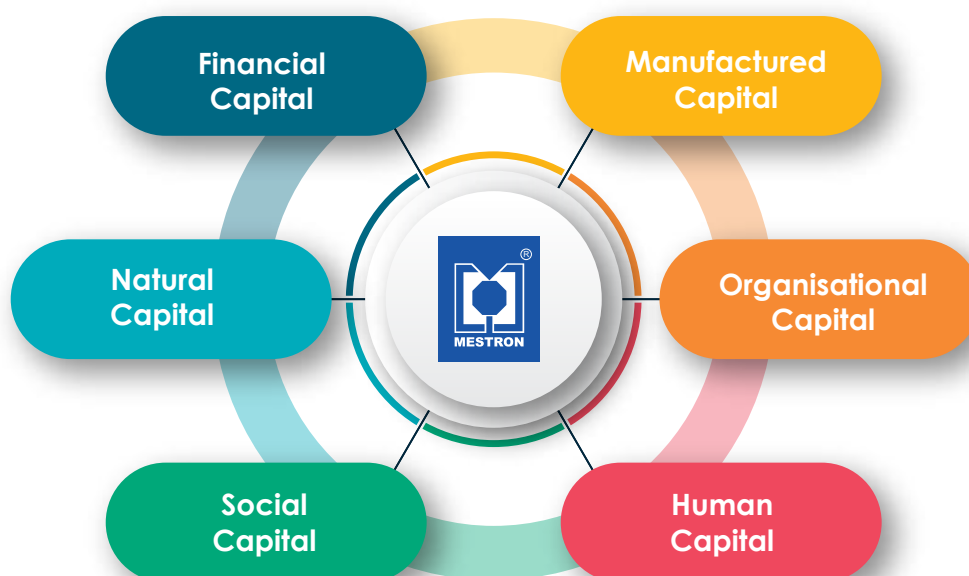 Financial
Capital
Manufactured
Capital
Natural
Capital
®
MESTRON
Organisational
Capital
Social
Capital
Human
Capital